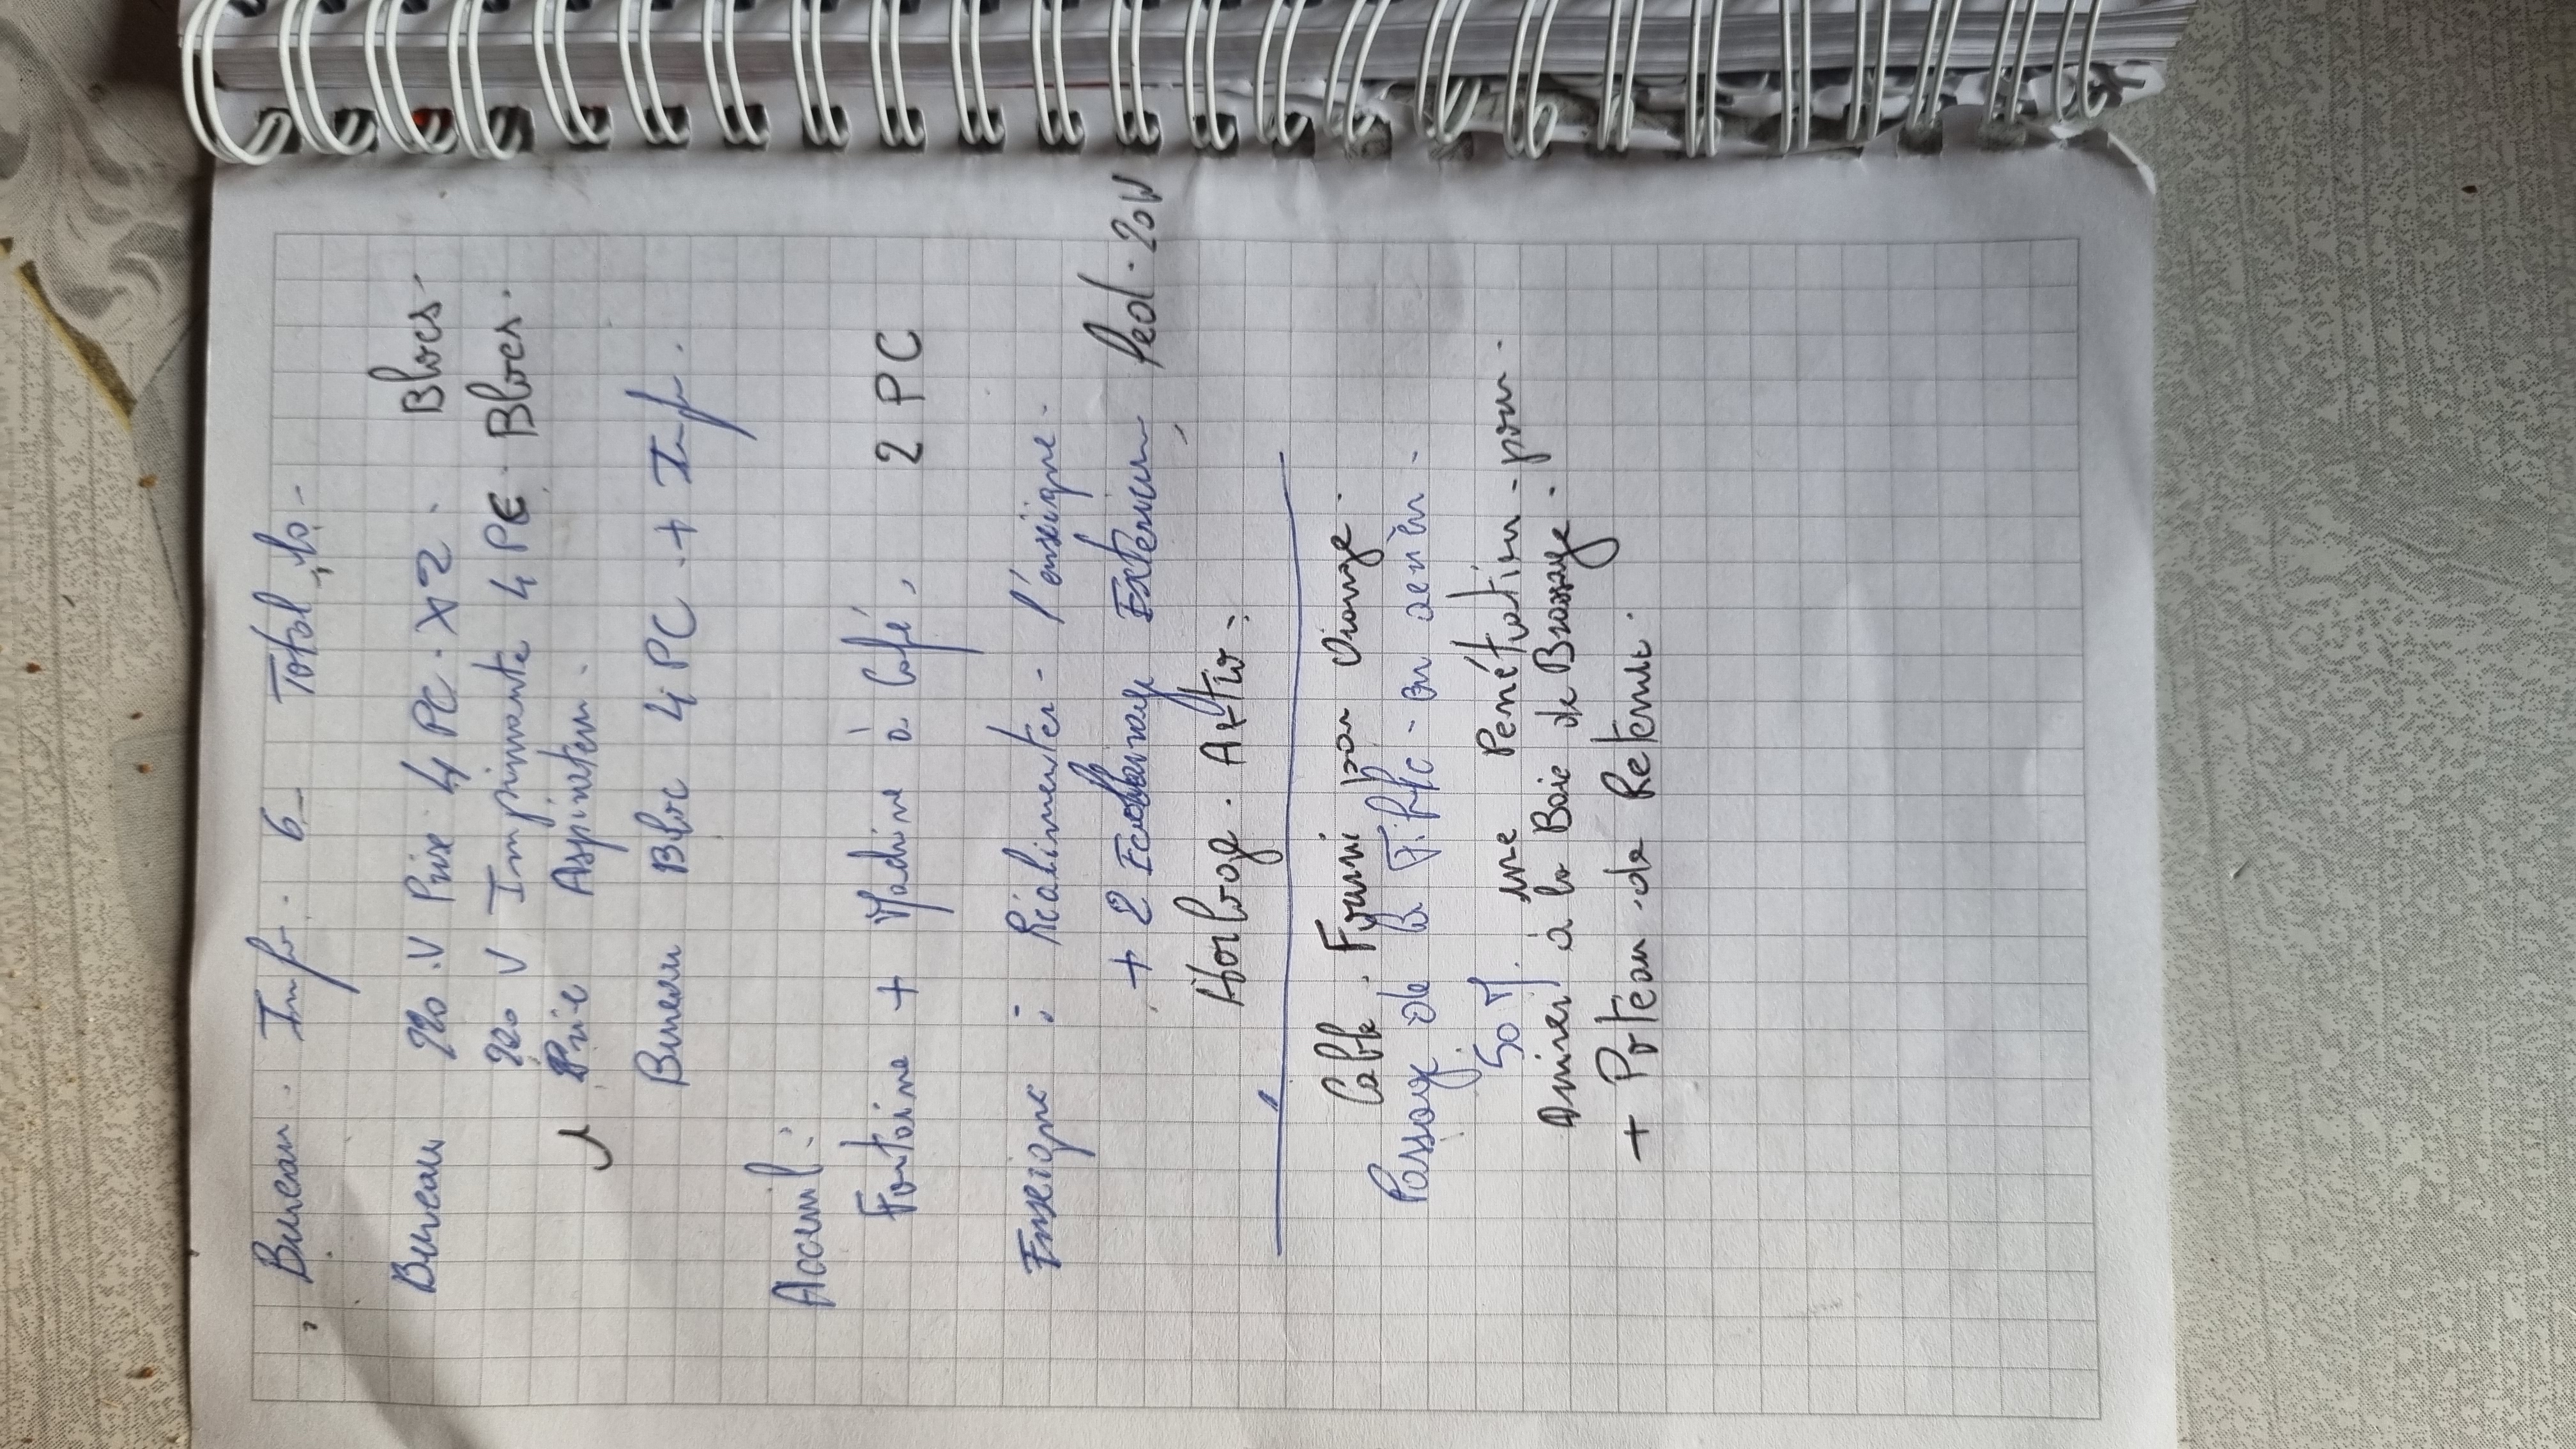 Bureau. Inf. 6 Total 10
Bureau 220 V Prise 4 PC X2 Blocs
220 V Imprimante 4 PC Blocs.
1 Prise Aspirateur.
Bureau Bloc 4 PC + Inf.
Acceuil :
Fontaine + Machine à Café, 2 PC
Enseigne : Réalimenter l'enseigne
+ 2 Eclairage Exterieur Led 20W
Horloge. Astro.
Cable. Fourni par Orange.
Passage de la Fibre en aerièn
50 M. une Penétration pour
Arriver à la Baie de Brassage.
+ Poteau de Retenue.